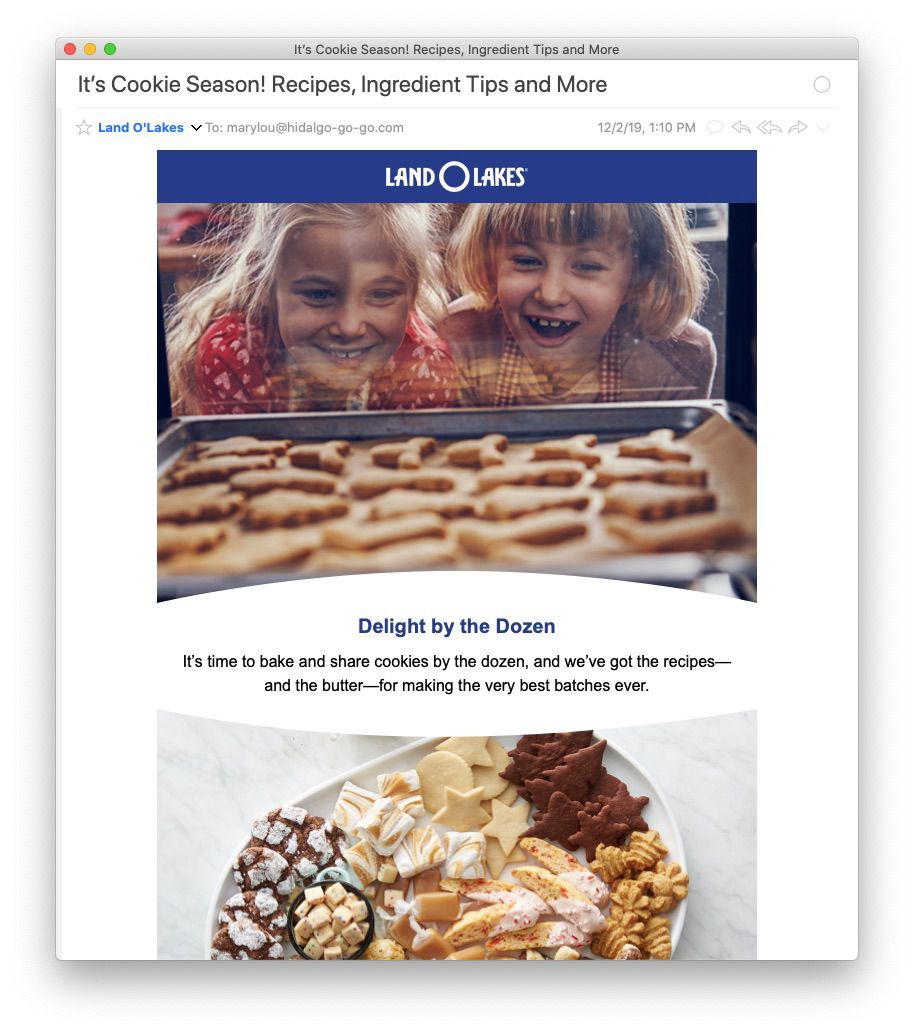 It’s Cookie Season! Recipes, Ingredient Tips and More
It’s Cookie Season! Recipes, Ingredient Tips and More
Land O'Lakes To: marylou@hidalgo-go-go.com 12/2/19, 1:10 PM
LAND O LAKES
Delight by the Dozen
It’s time to bake and share cookies by the dozen, and we’ve got the recipes—
and the butter—for making the very best batches ever.